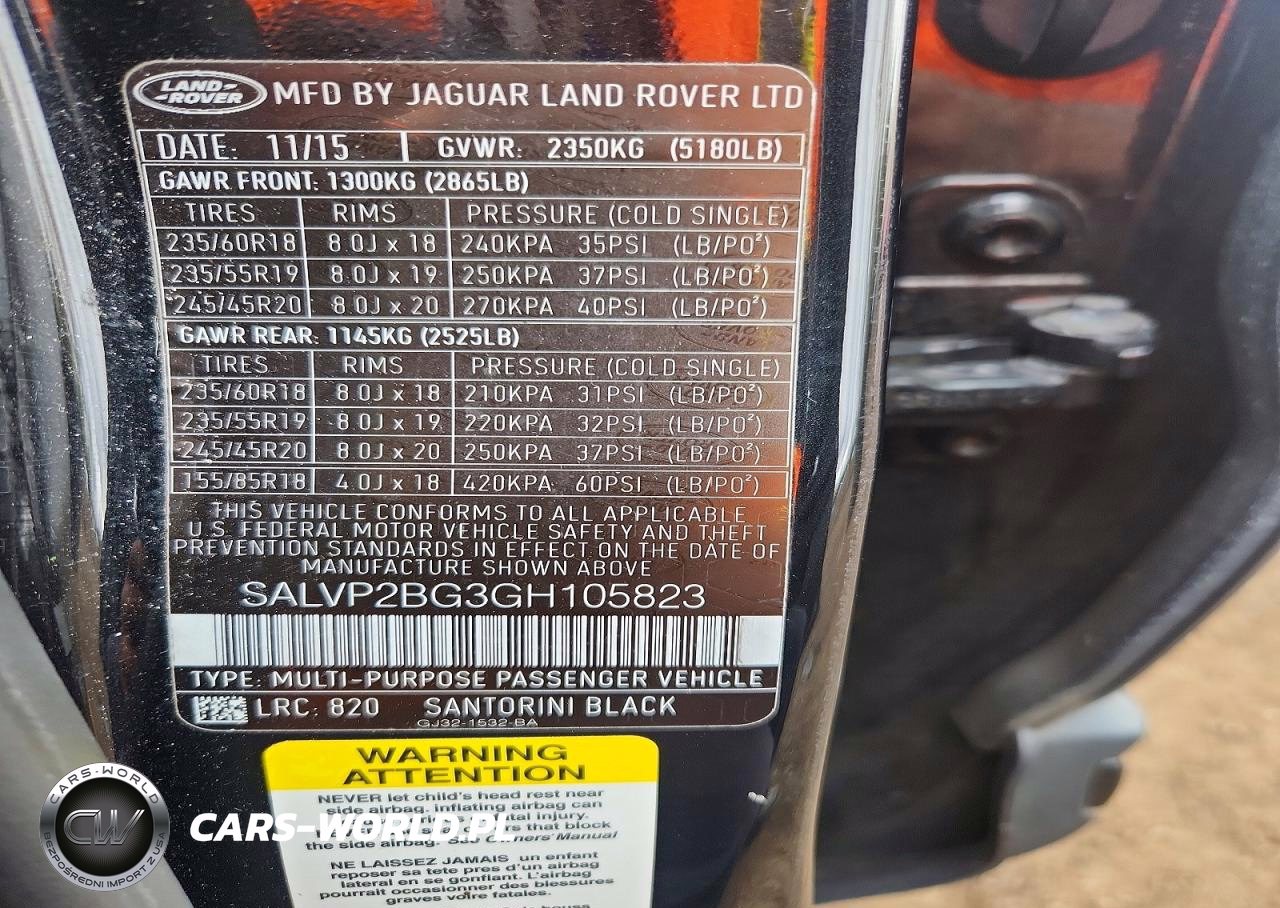 LAND-ROVER MFD BY JAGUAR LAND ROVER LTD
DATE: 11/15 GVWR: 2350KG (5180LB)
GAWR FRONT: 1300KG (2865LB)
TIRES RIMS PRESSURE (COLD SINGLE)
235/60R18 8.0J x 18 240KPA 35PSI (LB/PO²)
235/55R19 8.0J x 19 250KPA 37PSI (LB/PO²)
245/45R20 8.0J x 20 270KPA 40PSI (LB/PO²)
GAWR REAR: 1145KG (2525LB)
TIRES RIMS PRESSURE (COLD SINGLE)
235/60R18 8.0J x 18 210KPA 31PSI (LB/PO²)
235/55R19 8.0J x 19 220KPA 32PSI (LB/PO²)
245/45R20 8.0J x 20 250KPA 37PSI (LB/PO²)
155/85R18 4.0J x 18 420KPA 60PSI (LB/PO²)
THIS VEHICLE CONFORMS TO ALL APPLICABLE
U.S. FEDERAL MOTOR VEHICLE SAFETY AND THEFT
PREVENTION STANDARDS IN EFFECT ON THE DATE OF
MANUFACTURE SHOWN ABOVE
SALVP2BG3GH105823
TYPE: MULTI-PURPOSE PASSENGER VEHICLE
LRC: 820 SANTORINI BLACK
GJ32-1532-BA
WARNING
ATTENTION
NEVER let child's head rest near
side airbag. inflating airbag can
injury.
that block
the side airbag. See Owners' Manual
NE LAISSEZ JAMAIS un enfant
reposer sa tete pres d'un airbag
lateral en se gonflant. L'airbag
pourrait occasionner des blessures
graves voire fatales.
CARS-WORLD
CW
BEZPOŚREDNI IMPORT Z USA
CARS-WORLD.PL